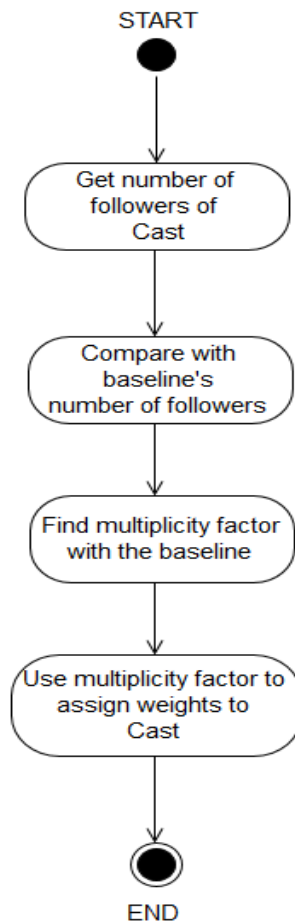 START
Get number of
followers of
Cast
Compare with
baseline's
number of followers
Find multiplicity factor
with the baseline
Use multiplicity factor to
assign weights to
Cast
END